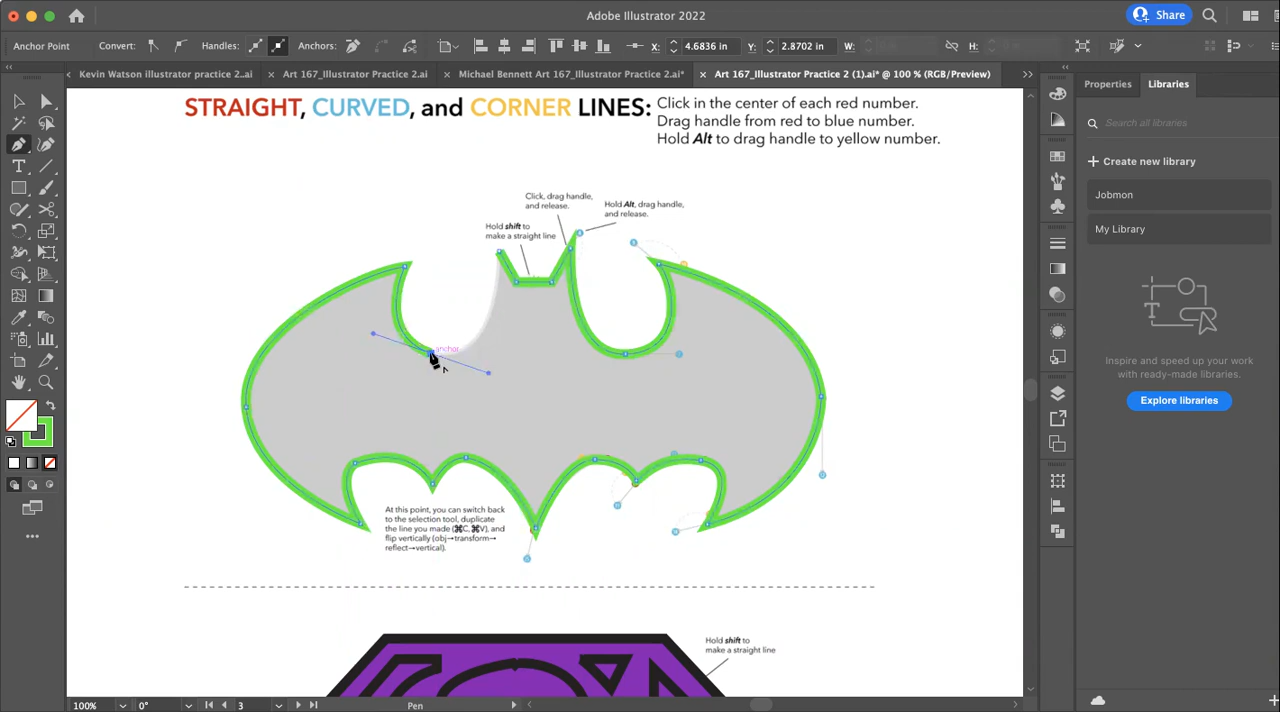 Adobe Illustrator 2022
Share
Anchor Point
Convert:
Handles:
Anchors:
X:
4.6836 in
Y:
2.8702 in
W:
H:
Kevin Watson illustrator practice 2.ai
Art 167_Illustrator Practice 2.ai
Michael Bennett Art 167_Illustrator Practice 2.ai*
Art 167_Illustrator Practice 2 (1).ai* @ 100 % (RGB/Preview)
Properties
Libraries
Search all libraries
Create new library
Jobmon
My Library
Inspire and speed up your work
with ready-made libraries.
Explore libraries
STRAIGHT, CURVED, and CORNER LINES:
Click in the center of each red number.
Drag handle from red to blue number.
Hold Alt to drag handle to yellow number.
Click, drag handle,
and release.
Hold Alt, drag handle,
and release.
Hold shift to
make a straight line
anchor
At this point, you can switch back
to the selection tool, duplicate
the line you made (⌘C, ⌘V), and
flip vertically (obj→transform→
reflect→vertical).
Hold shift to
make a straight line
100%
0°
3
Pen